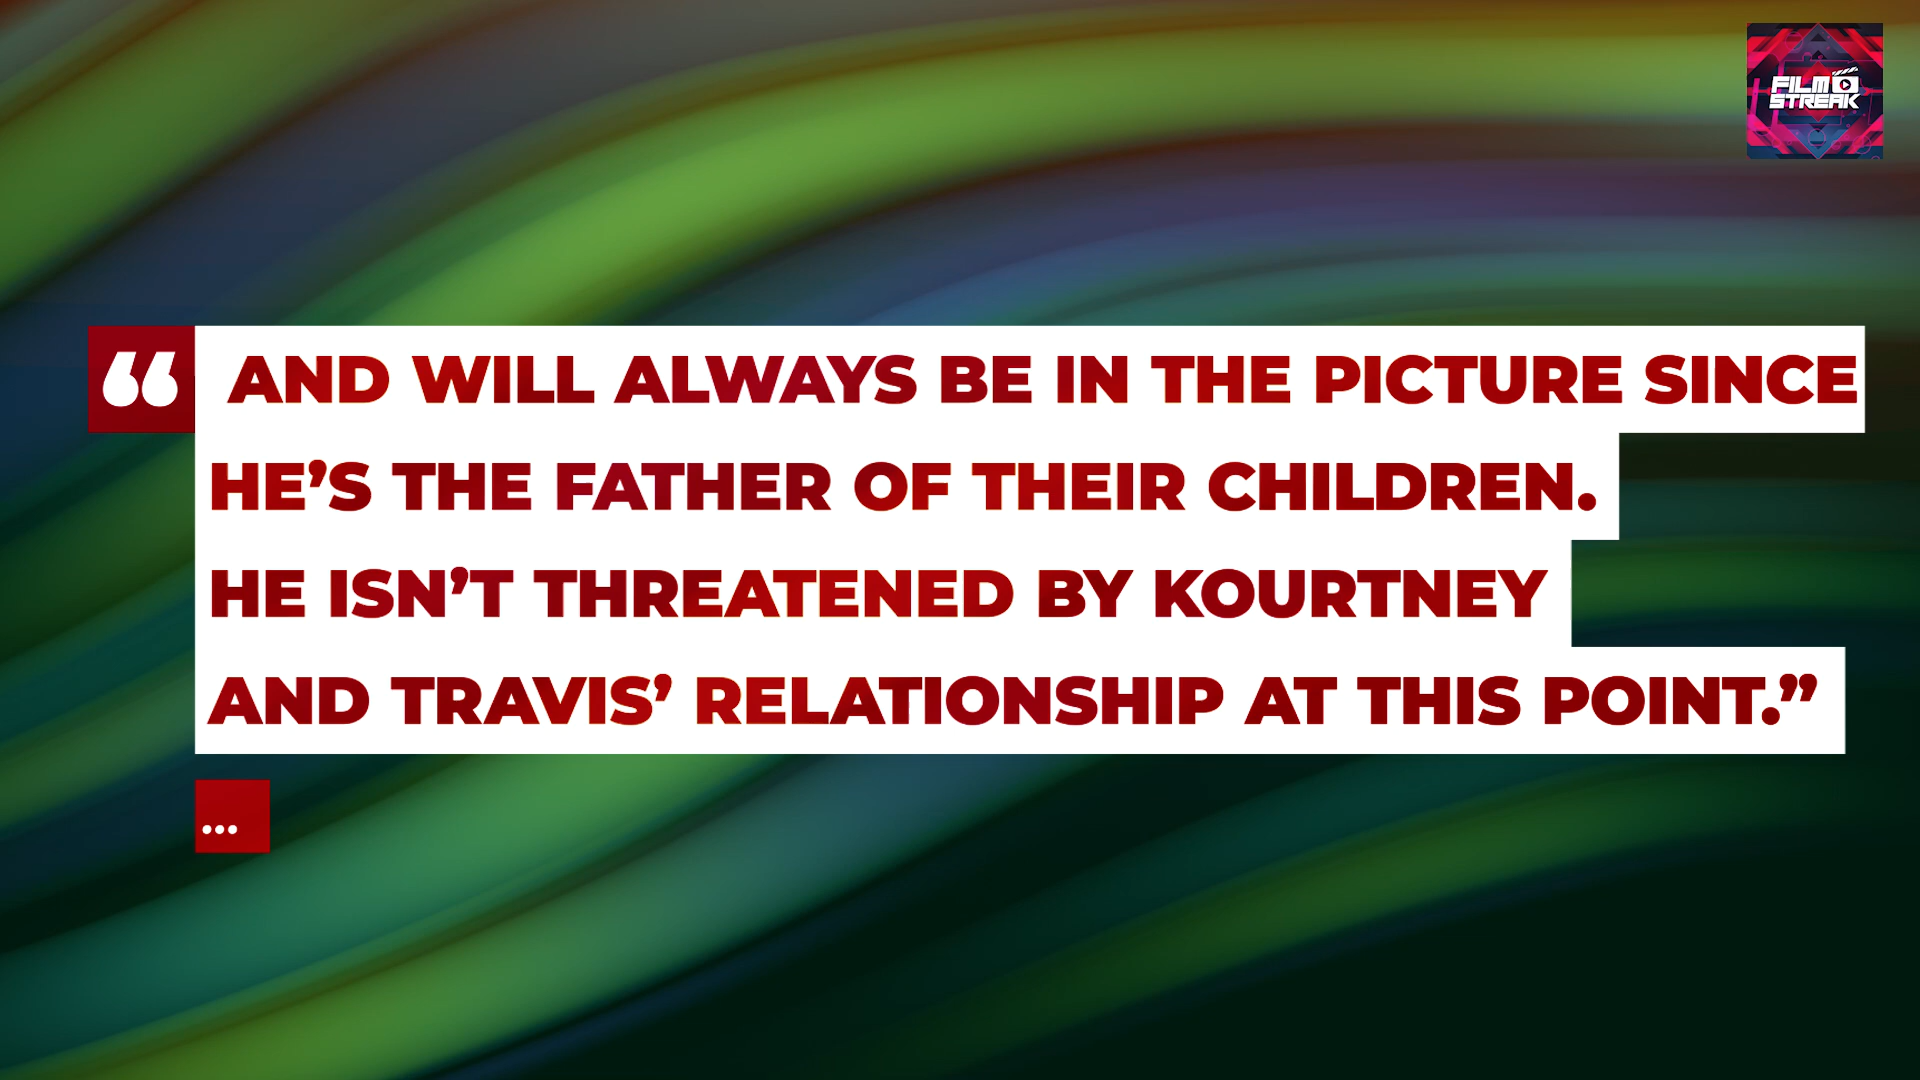 FILM
STREAK
“ AND WILL ALWAYS BE IN THE PICTURE SINCE
HE’S THE FATHER OF THEIR CHILDREN.
HE ISN’T THREATENED BY KOURTNEY
AND TRAVIS’ RELATIONSHIP AT THIS POINT.”
...